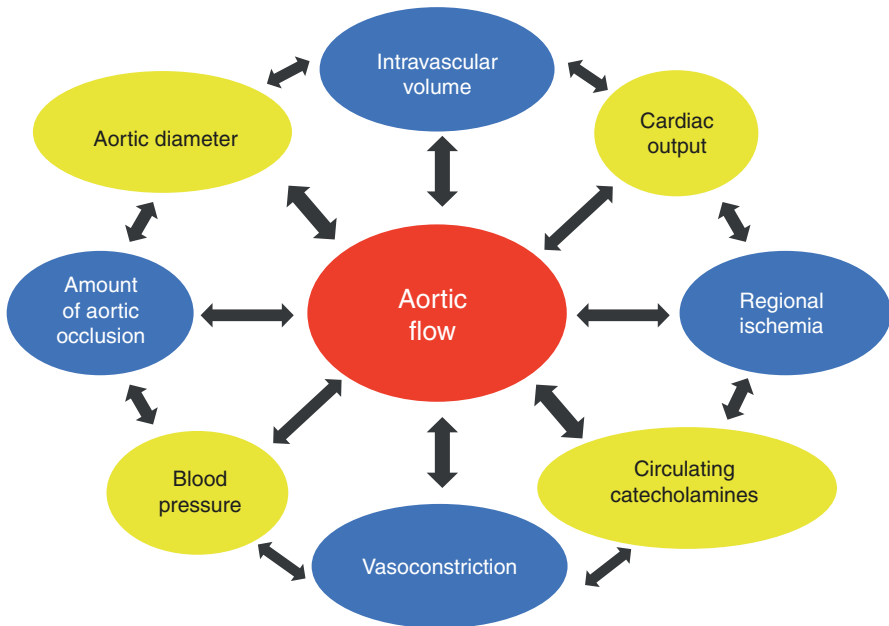 Intravascular
volume
Aortic diameter
Cardiac
output
Amount
of aortic
occlusion
Aortic
flow
Regional
ischemia
Blood
pressure
Circulating
catecholamines
Vasoconstriction